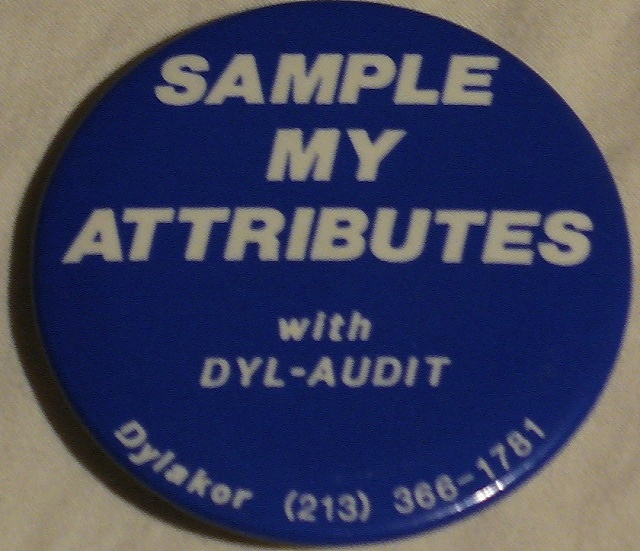 SAMPLE
MY
ATTRIBUTES
with
DYL-AUDIT
Dylakor (213) 366-1781